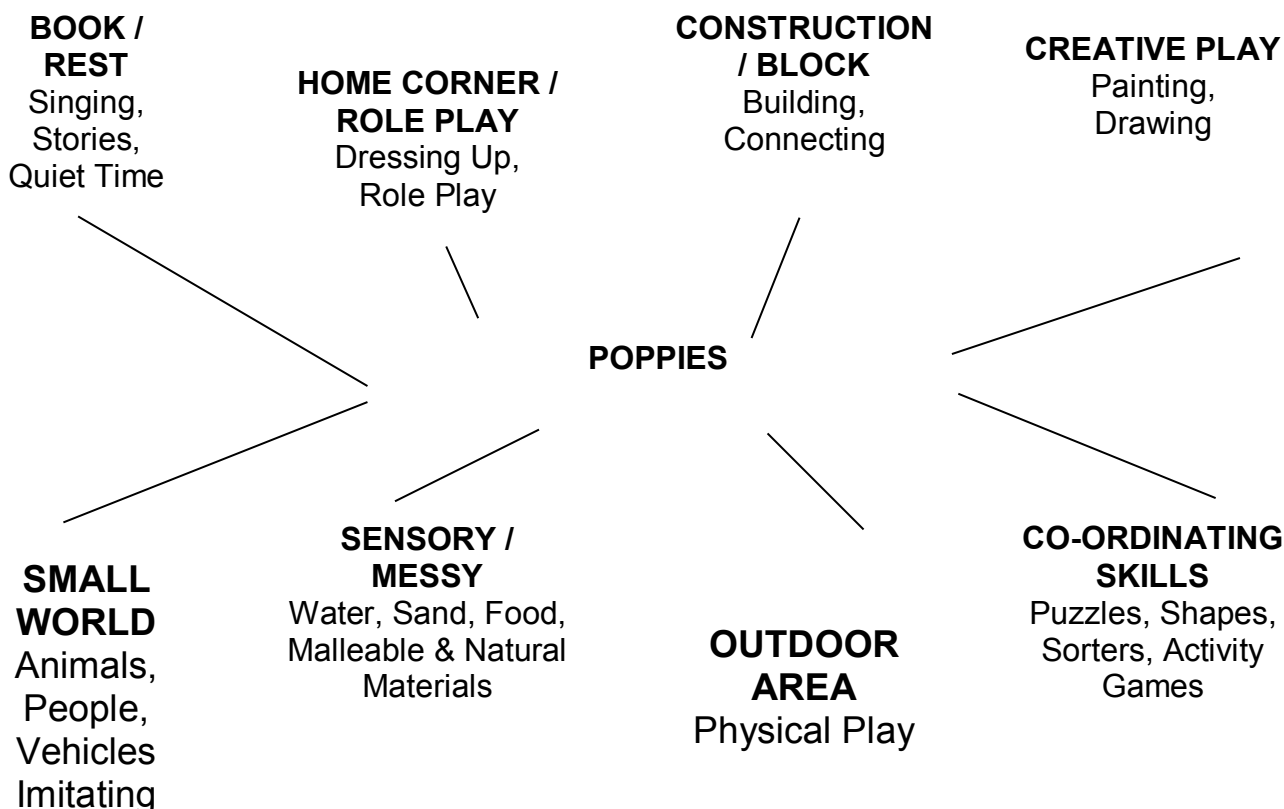 BOOK /
REST
Singing,
Stories,
Quiet Time
HOME CORNER /
ROLE PLAY
Dressing Up,
Role Play
CONSTRUCTION
/ BLOCK
Building,
Connecting
CREATIVE PLAY
Painting,
Drawing
POPPIES
SMALL
WORLD
Animals,
People,
Vehicles
Imitating
SENSORY /
MESSY
Water, Sand, Food,
Malleable & Natural
Materials
OUTDOOR
AREA
Physical Play
CO-ORDINATING
SKILLS
Puzzles, Shapes,
Sorters, Activity
Games